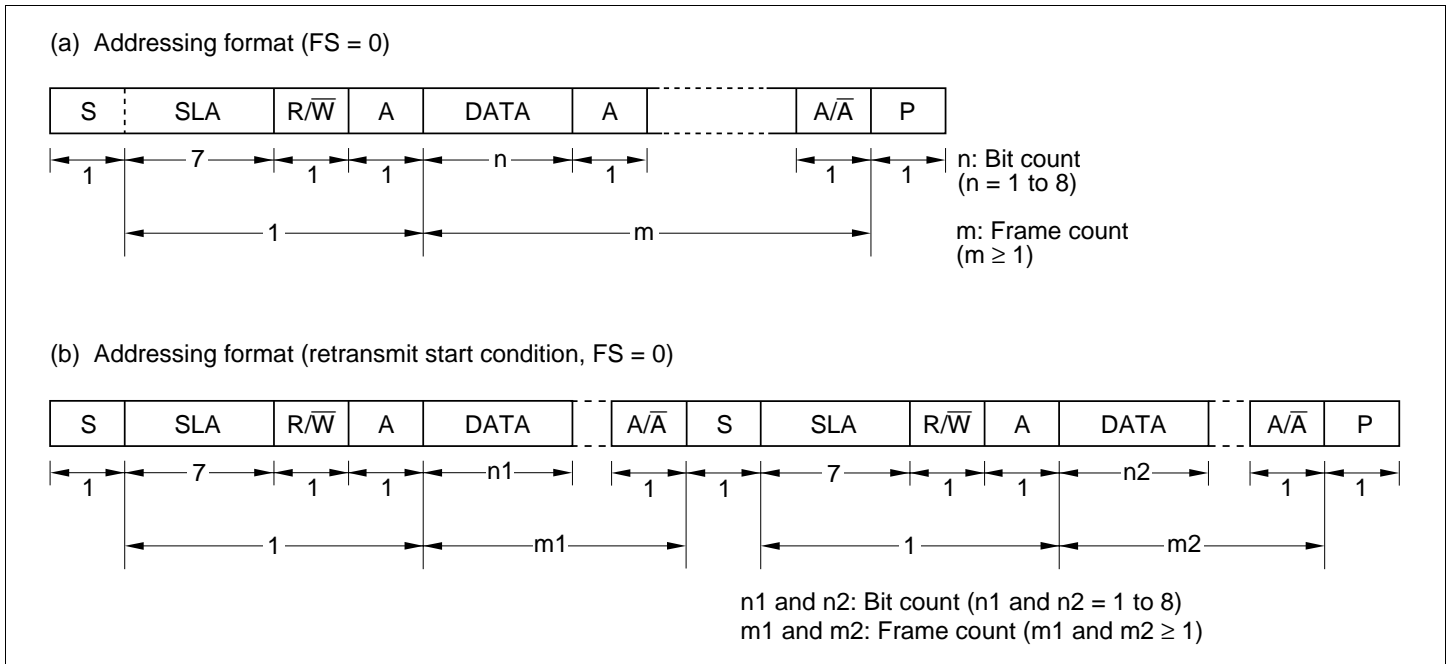 (a) Addressing format (FS = 0)
S SLA R/W̅ A DATA A A/A̅ P
1 7 1 1 n 1 1 1
n: Bit count
(n = 1 to 8)
1 m
m: Frame count
(m ≥ 1)
(b) Addressing format (retransmit start condition, FS = 0)
S SLA R/W̅ A DATA A/A̅ S SLA R/W̅ A DATA A/A̅ P
1 7 1 1 n1 1 1 7 1 1 n2 1 1
1 m1 1 m2
n1 and n2: Bit count (n1 and n2 = 1 to 8)
m1 and m2: Frame count (m1 and m2 ≥ 1)